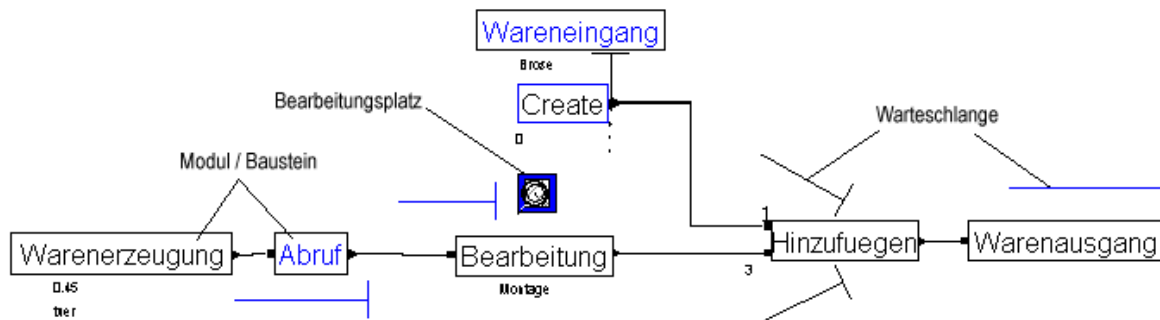 Wareneingang
Brose
Bearbeitungsplatz
Create
Warteschlange
0
Modul / Baustein
1
Warenerzeugung
Abruf
Bearbeitung
Hinzufuegen
Warenausgang
3
0.45
Montage